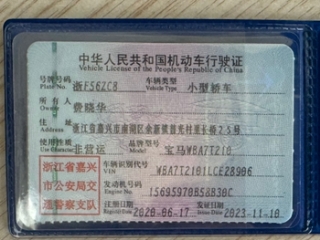 中华人民共和国机动车行驶证
Vehicle License of the People's Republic of China
号牌号码 浙FS6ZC8 车辆类型 小型轿车
Plate No. Vehicle Type
所有人 费晓华
Owner
住址 浙江省嘉兴市南湖区余新镇普光村里长桥75号
Address
使用性质 非营运 品牌型号 宝马WBA7T210
Use Character Model
浙江省嘉兴市公安局交通警察支队
车辆识别代号 WBA7T2101LCE28906
VIN
发动机号码 15695970B58B30C
Engine No.
注册日期 2020-06-17 发证日期 2023-11-10
Register Date Issue Date